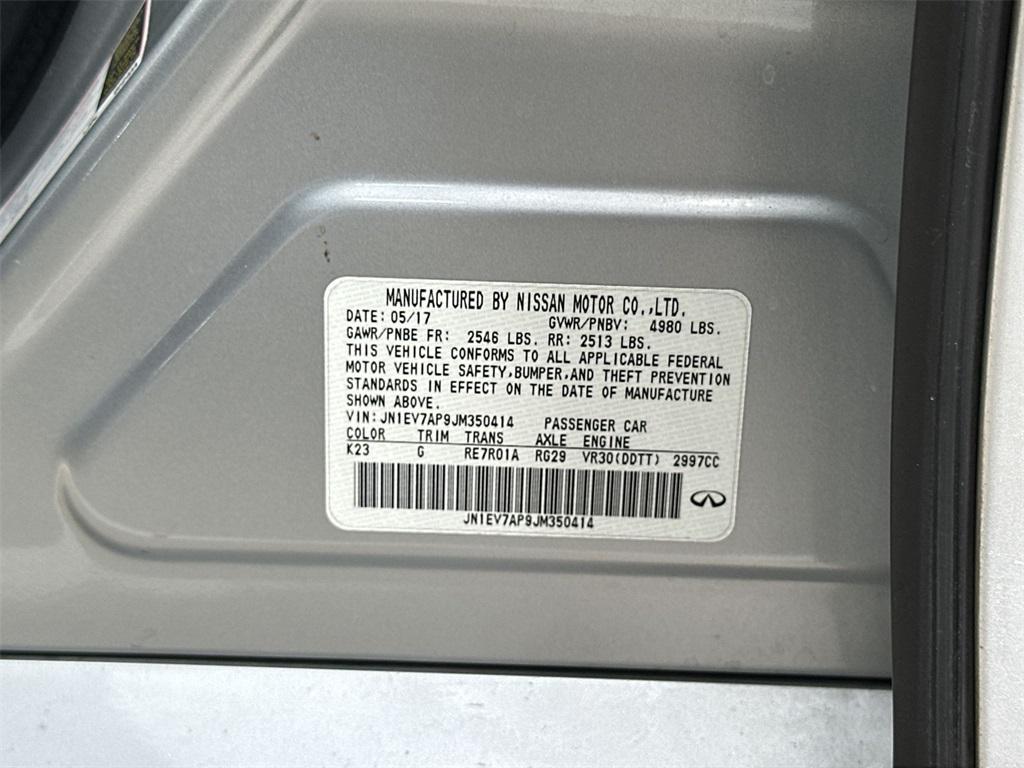 MANUFACTURED BY NISSAN MOTOR CO.,LTD.
DATE: 05/17 GVWR/PNBV: 4980 LBS.
GAWR/PNBE FR: 2546 LBS. RR: 2513 LBS.
THIS VEHICLE CONFORMS TO ALL APPLICABLE FEDERAL
MOTOR VEHICLE SAFETY,BUMPER,AND THEFT PREVENTION
STANDARDS IN EFFECT ON THE DATE OF MANUFACTURE
SHOWN ABOVE.
VIN:JN1EV7AP9JM350414 PASSENGER CAR
COLOR TRIM TRANS AXLE ENGINE
K23 G RE7R01A RG29 VR30(DDTT) 2997CC
JN1EV7AP9JM350414